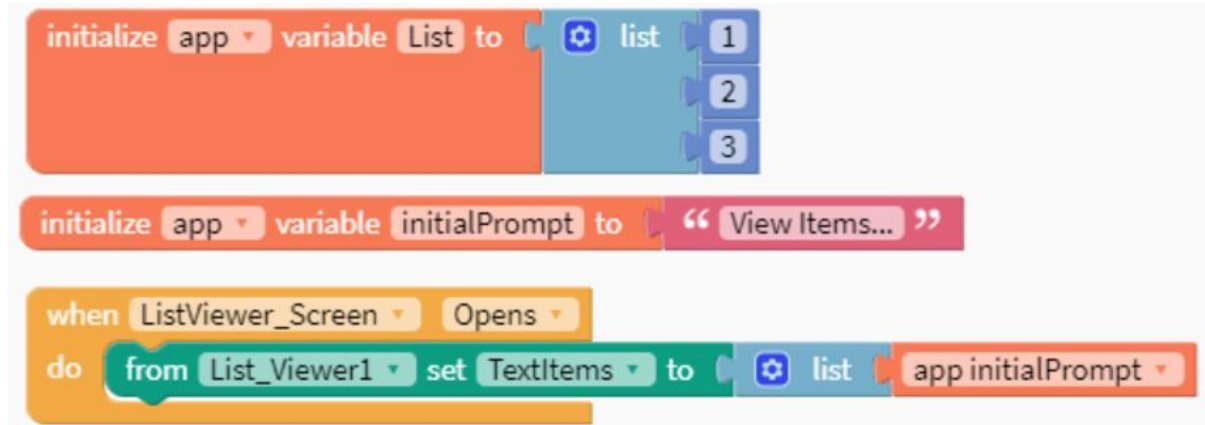 initialize app variable List to list 1
2
3
initialize app variable initialPrompt to “ View Items... ”
when ListViewer_Screen Opens
do from List_Viewer1 set TextItems to list app initialPrompt